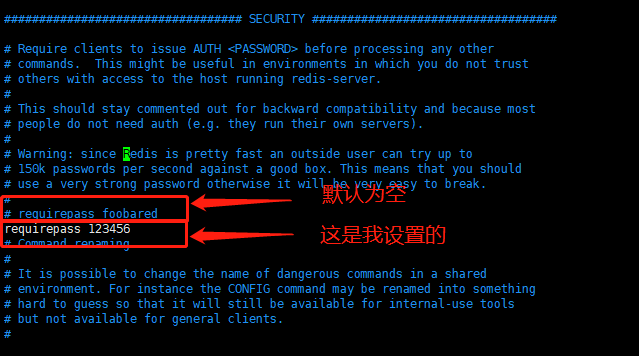 ################################## SECURITY ###################################
# Require clients to issue AUTH <PASSWORD> before processing any other
# commands.  This might be useful in environments in which you do not trust
# others with access to the host running redis-server.
#
# This should stay commented out for backward compatibility and because most
# people do not need auth (e.g. they run their own servers).
#
# Warning: since Redis is pretty fast an outside user can try up to
# 150k passwords per second against a good box. This means that you should
# use a very strong password otherwise it will be very easy to break.
#
默认为空
# requirepass foobared
requirepass 123456
这是我设置的
# Command renaming.
#
# It is possible to change the name of dangerous commands in a shared
# environment. For instance the CONFIG command may be renamed into something
# hard to guess so that it will still be available for internal-use tools
# but not available for general clients.
#